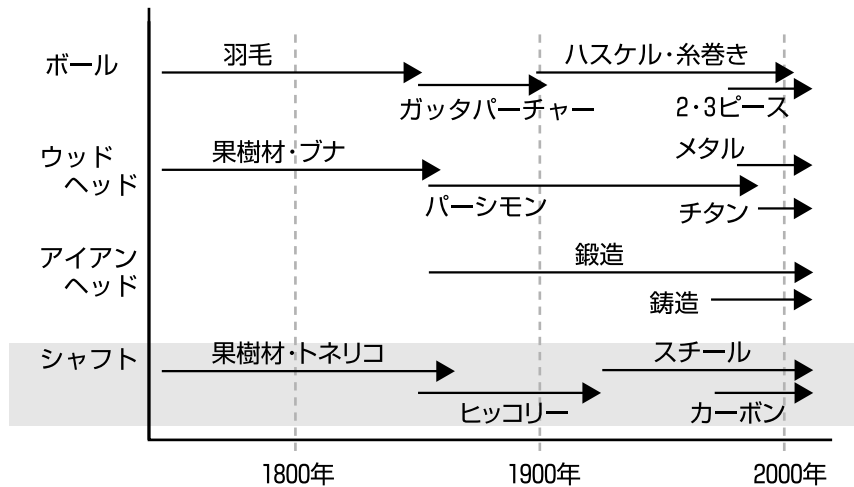 ボール
羽毛
ハスケル・糸巻き
ガッタパーチャー
2・3ピース
ウッド
ヘッド
果樹材・ブナ
メタル
パーシモン
チタン
アイアン
ヘッド
鍛造
鋳造
シャフト
果樹材・トネリコ
スチール
ヒッコリー
カーボン
1800年
1900年
2000年